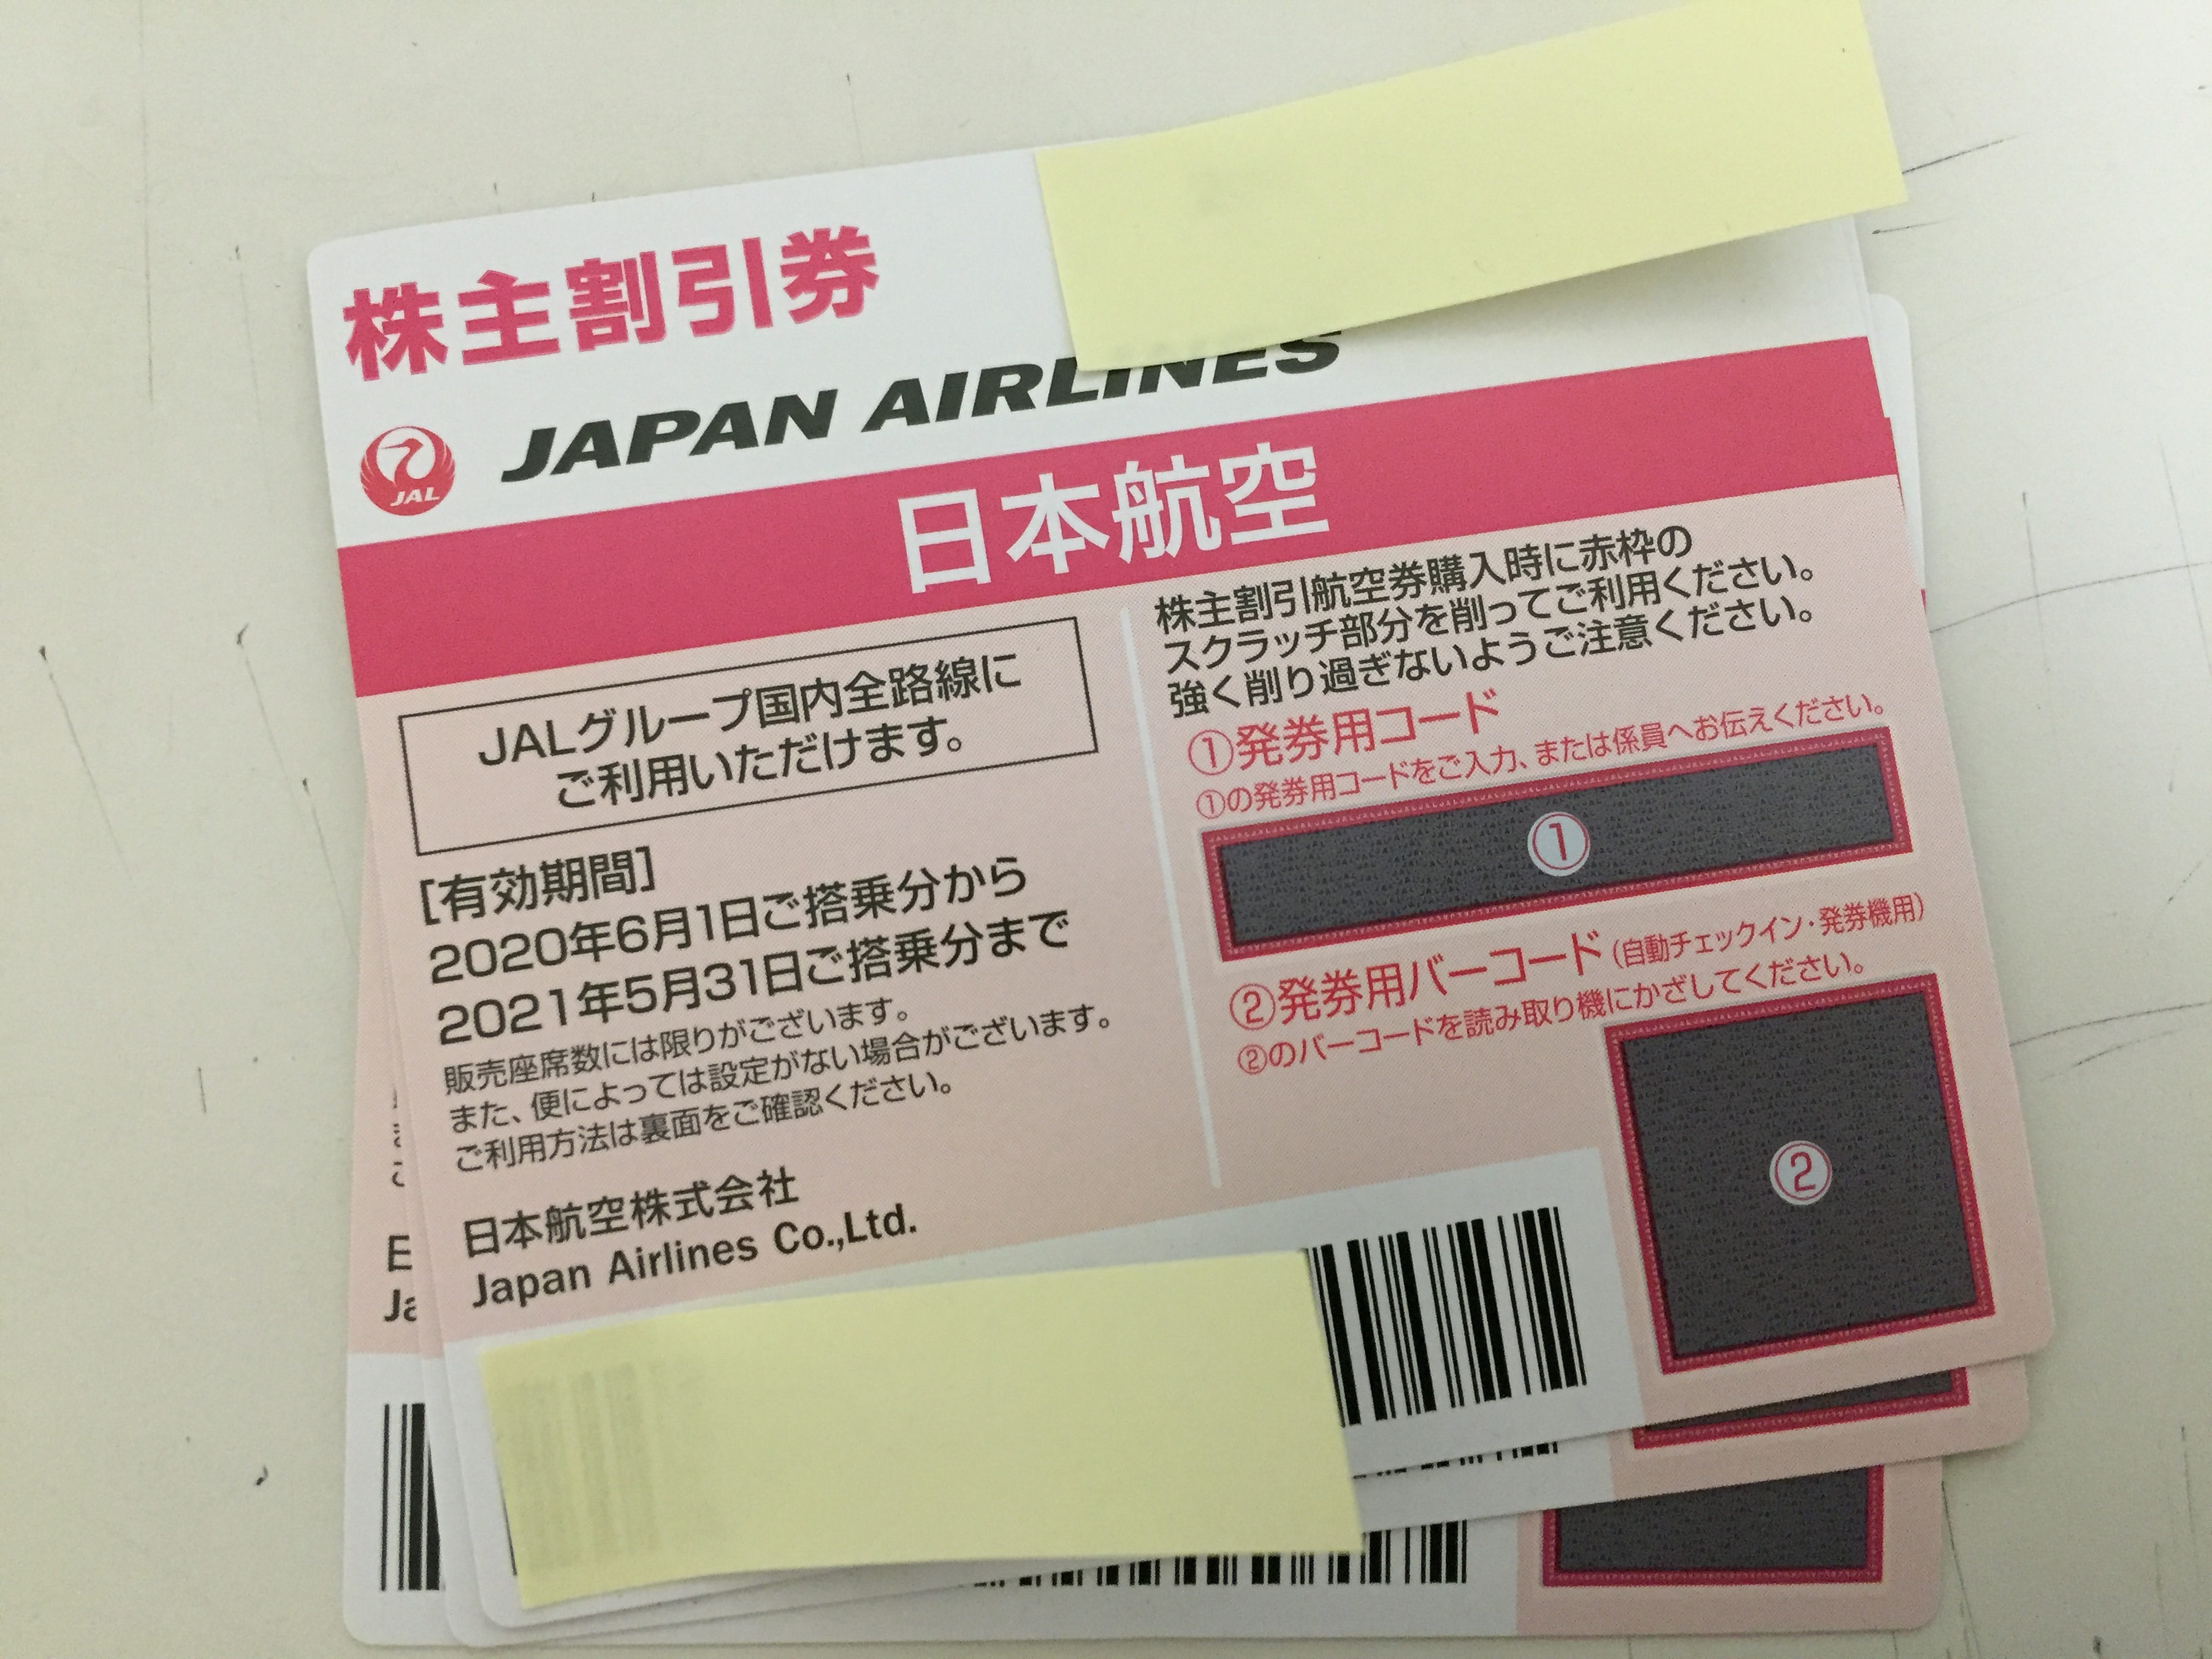 株主割引券
JAL
JAPAN AIRLINES
日本航空
JALグループ国内全路線に
ご利用いただけます。
[有効期間]
2020年6月1日ご搭乗分から
2021年5月31日ご搭乗分まで
販売座席数には限りがございます。
また、便によっては設定がない場合がございます。
ご利用方法は裏面をご確認ください。
日本航空株式会社
Japan Airlines Co.,Ltd.
株主割引航空券購入時に赤枠の
スクラッチ部分を削ってご利用ください。
強く削り過ぎないようご注意ください。
①発券用コード
①の発券用コードをご入力、または係員へお伝えください。
①
②発券用バーコード(自動チェックイン・発券機用)
②のバーコードを読み取り機にかざしてください。
②